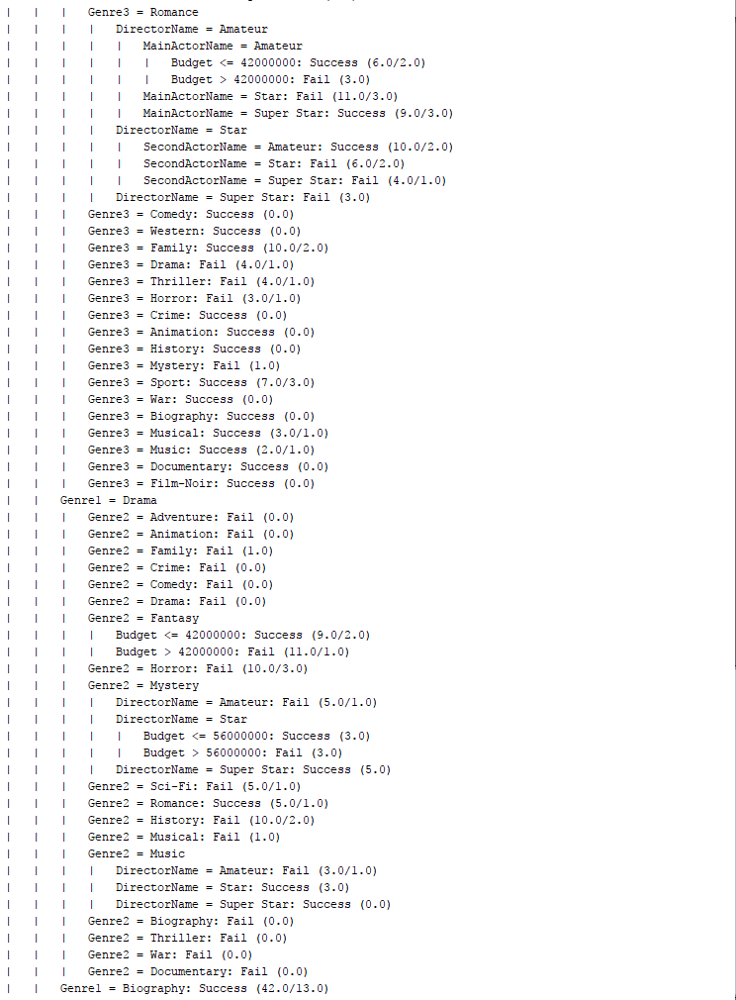 |   |   |   Genre3 = Romance
|   |   |   |   DirectorName = Amateur
|   |   |   |   |   MainActorName = Amateur
|   |   |   |   |   |   Budget <= 42000000: Success (6.0/2.0)
|   |   |   |   |   |   Budget > 42000000: Fail (3.0)
|   |   |   |   |   MainActorName = Star: Fail (11.0/3.0)
|   |   |   |   |   MainActorName = Super Star: Success (9.0/3.0)
|   |   |   |   DirectorName = Star
|   |   |   |   |   SecondActorName = Amateur: Success (10.0/2.0)
|   |   |   |   |   SecondActorName = Star: Fail (6.0/2.0)
|   |   |   |   |   SecondActorName = Super Star: Fail (4.0/1.0)
|   |   |   |   DirectorName = Super Star: Fail (3.0)
|   |   |   Genre3 = Comedy: Success (0.0)
|   |   |   Genre3 = Western: Success (0.0)
|   |   |   Genre3 = Family: Success (10.0/2.0)
|   |   |   Genre3 = Drama: Fail (4.0/1.0)
|   |   |   Genre3 = Thriller: Fail (4.0/1.0)
|   |   |   Genre3 = Horror: Fail (3.0/1.0)
|   |   |   Genre3 = Crime: Success (0.0)
|   |   |   Genre3 = Animation: Success (0.0)
|   |   |   Genre3 = History: Success (0.0)
|   |   |   Genre3 = Mystery: Fail (1.0)
|   |   |   Genre3 = Sport: Success (7.0/3.0)
|   |   |   Genre3 = War: Success (0.0)
|   |   |   Genre3 = Biography: Success (0.0)
|   |   |   Genre3 = Musical: Success (3.0/1.0)
|   |   |   Genre3 = Music: Success (2.0/1.0)
|   |   |   Genre3 = Documentary: Success (0.0)
|   |   |   Genre3 = Film-Noir: Success (0.0)
|   |   Genre1 = Drama
|   |   |   Genre2 = Adventure: Fail (0.0)
|   |   |   Genre2 = Animation: Fail (0.0)
|   |   |   Genre2 = Family: Fail (1.0)
|   |   |   Genre2 = Crime: Fail (0.0)
|   |   |   Genre2 = Comedy: Fail (0.0)
|   |   |   Genre2 = Drama: Fail (0.0)
|   |   |   Genre2 = Fantasy
|   |   |   |   Budget <= 42000000: Success (9.0/2.0)
|   |   |   |   Budget > 42000000: Fail (11.0/1.0)
|   |   |   Genre2 = Horror: Fail (10.0/3.0)
|   |   |   Genre2 = Mystery
|   |   |   |   DirectorName = Amateur: Fail (5.0/1.0)
|   |   |   |   DirectorName = Star
|   |   |   |   |   Budget <= 56000000: Success (3.0)
|   |   |   |   |   Budget > 56000000: Fail (3.0)
|   |   |   |   DirectorName = Super Star: Success (5.0)
|   |   |   Genre2 = Sci-Fi: Fail (5.0/1.0)
|   |   |   Genre2 = Romance: Success (5.0/1.0)
|   |   |   Genre2 = History: Fail (10.0/2.0)
|   |   |   Genre2 = Musical: Fail (1.0)
|   |   |   Genre2 = Music
|   |   |   |   DirectorName = Amateur: Fail (3.0/1.0)
|   |   |   |   DirectorName = Star: Success (3.0)
|   |   |   |   DirectorName = Super Star: Success (0.0)
|   |   |   Genre2 = Biography: Fail (0.0)
|   |   |   Genre2 = Thriller: Fail (0.0)
|   |   |   Genre2 = War: Fail (0.0)
|   |   |   Genre2 = Documentary: Fail (0.0)
|   |   Genre1 = Biography: Success (42.0/13.0)